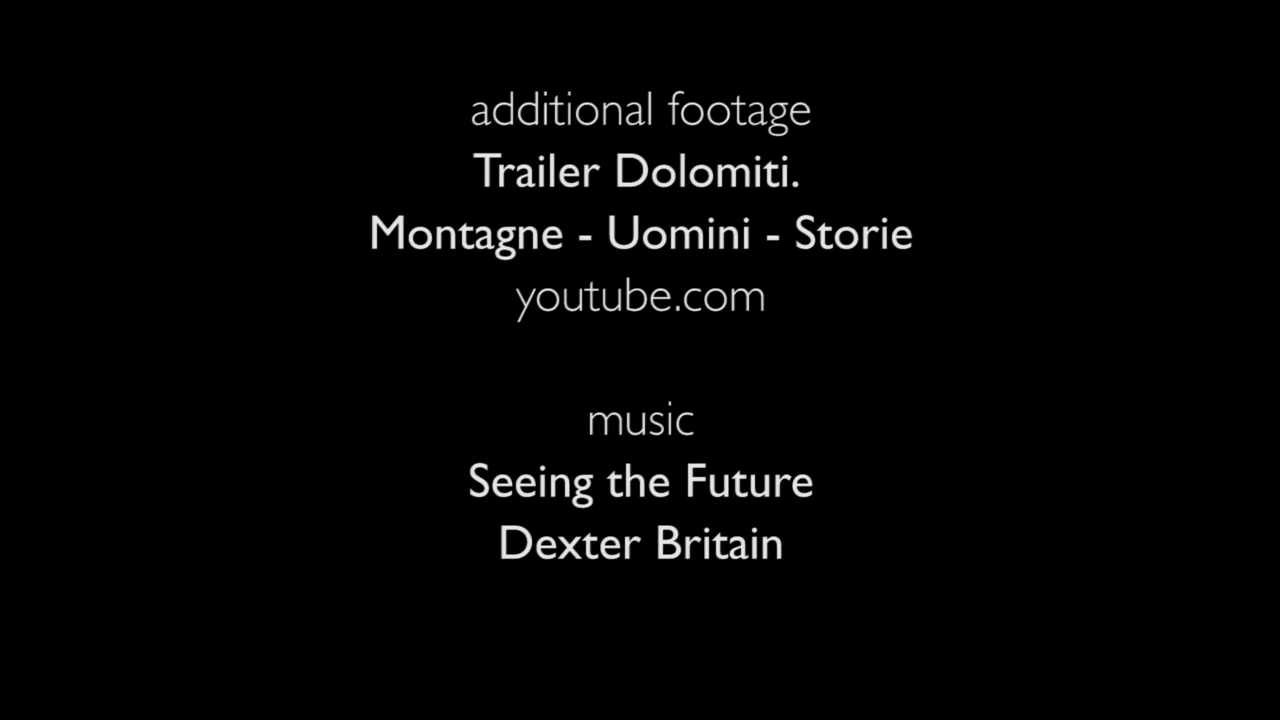 additional footage
Trailer Dolomiti.
Montagne - Uomini - Storie
youtube.com
music
Seeing the Future
Dexter Britain